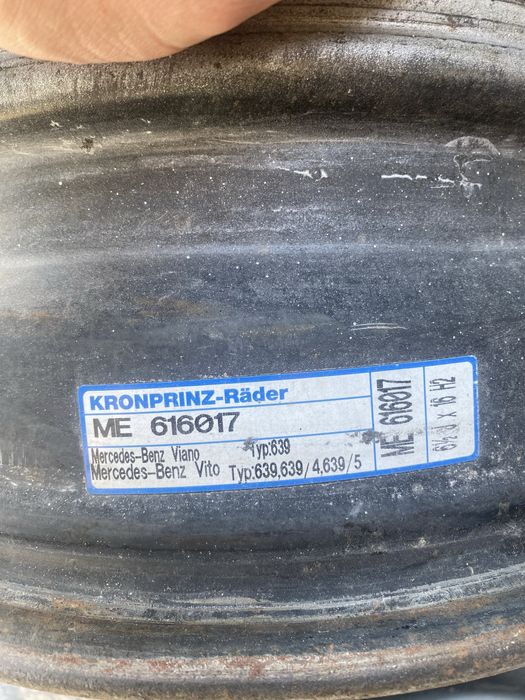 KRONPRINZ-Räder
ME 616017
Mercedes-Benz Viano Typ:639
Mercedes-Benz Vito Typ:639,639/4,639/5
ME 616017
6½ J X 16 H2